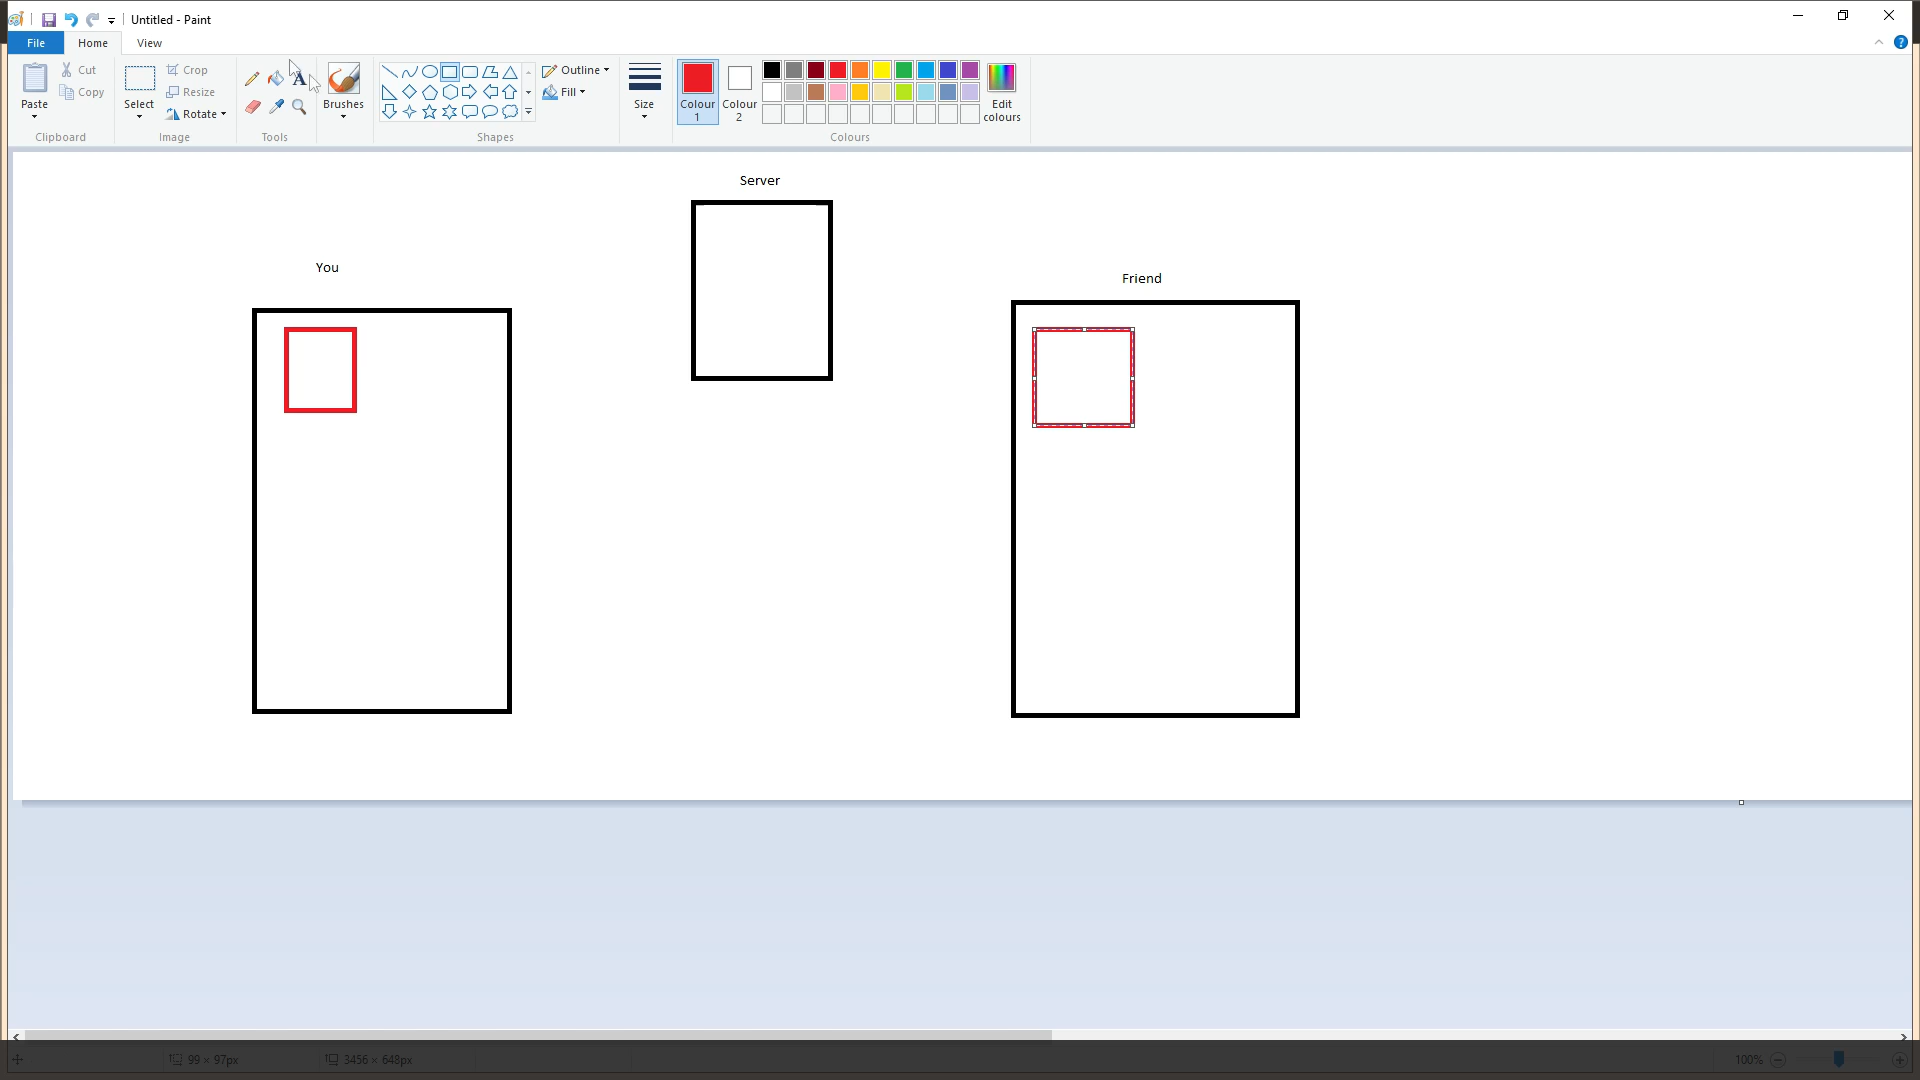 Untitled - Paint
File
Home
View
Paste
Cut
Copy
Clipboard
Select
Crop
Resize
Rotate
Image
A
Tools
Brushes
Shapes
Outline
Fill
Size
Colour 1
Colour 2
Edit colours
Colours
?
Server
You
Friend
99 × 97px
3456 × 648px
100%